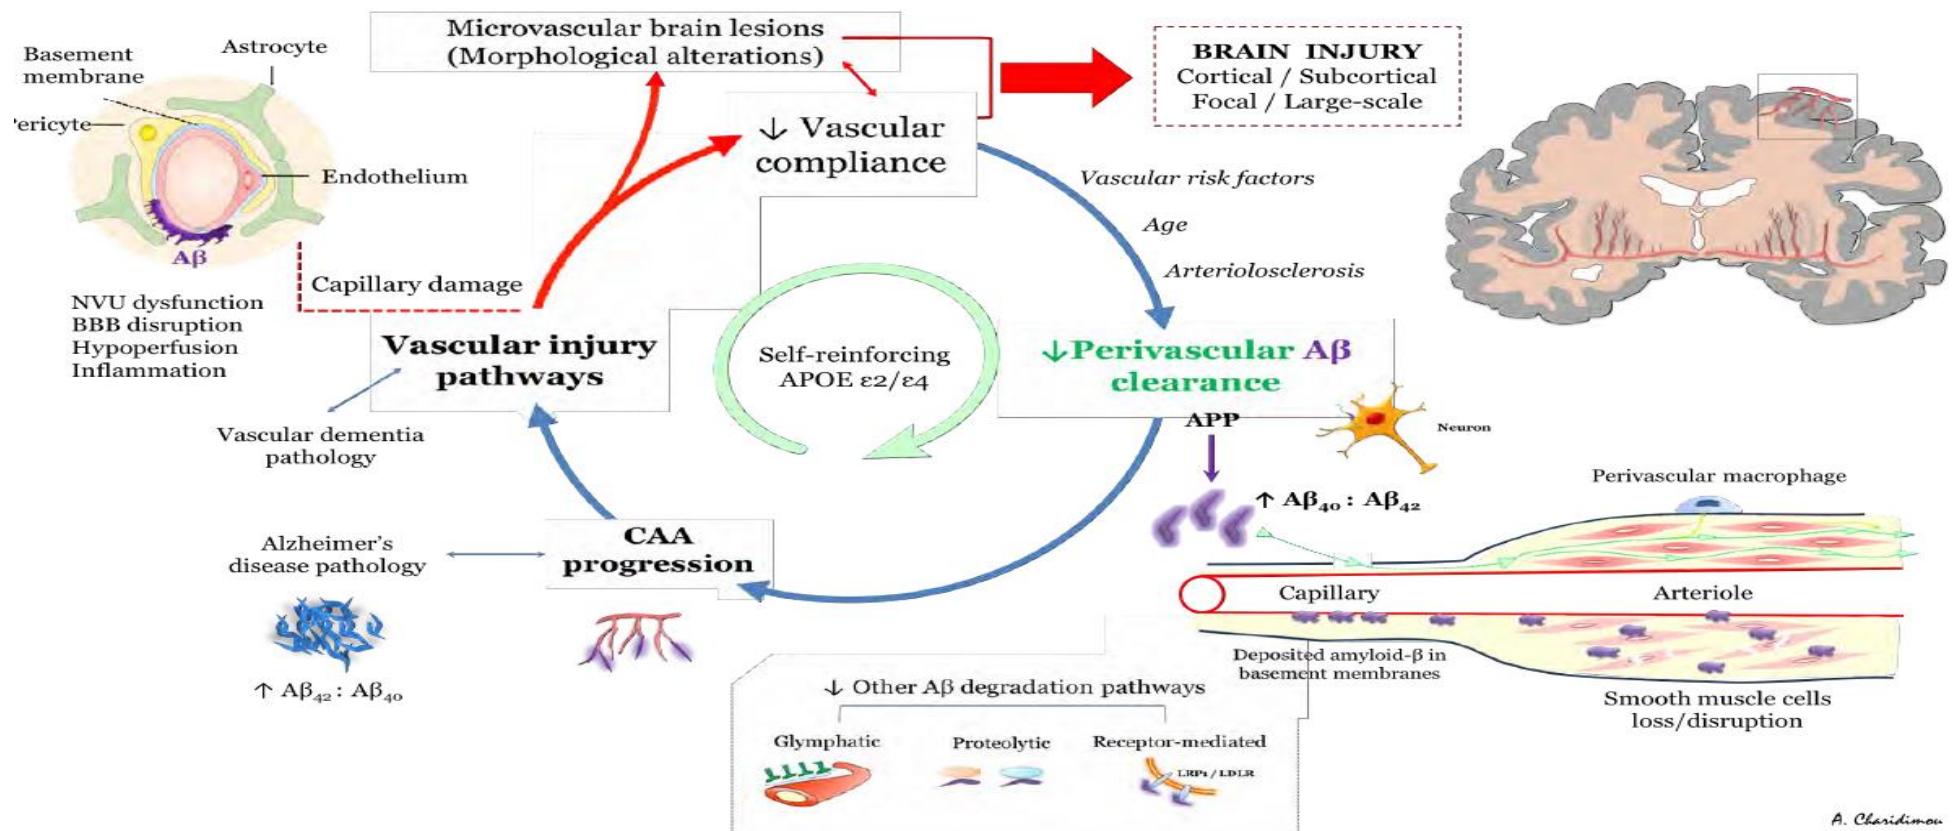 Microvascular brain lesions
(Morphological alterations)
BRAIN INJURY
Cortical / Subcortical
Focal / Large-scale
Basement
membrane
Astrocyte
ericyte
Endothelium
Aβ
NVU dysfunction
BBB disruption
Hypoperfusion
Inflammation
Capillary damage
↓ Vascular
compliance
Vascular risk factors
Age
Arteriolosclerosis
Vascular injury
pathways
Self-reinforcing
APOE ε2/ε4
↓Perivascular Aβ
clearance
APP
Neuron
↑ Aβ₄₀ : Aβ₄₂
Vascular dementia
pathology
CAA
progression
Alzheimer's
disease pathology
↑ Aβ₄₂ : Aβ₄₀
Perivascular macrophage
Capillary
Arteriole
Deposited amyloid-β in
basement membranes
Smooth muscle cells
loss/disruption
↓ Other Aβ degradation pathways
Glymphatic
Proteolytic
Receptor-mediated
LRP1 / LDLR
A. Charidimou